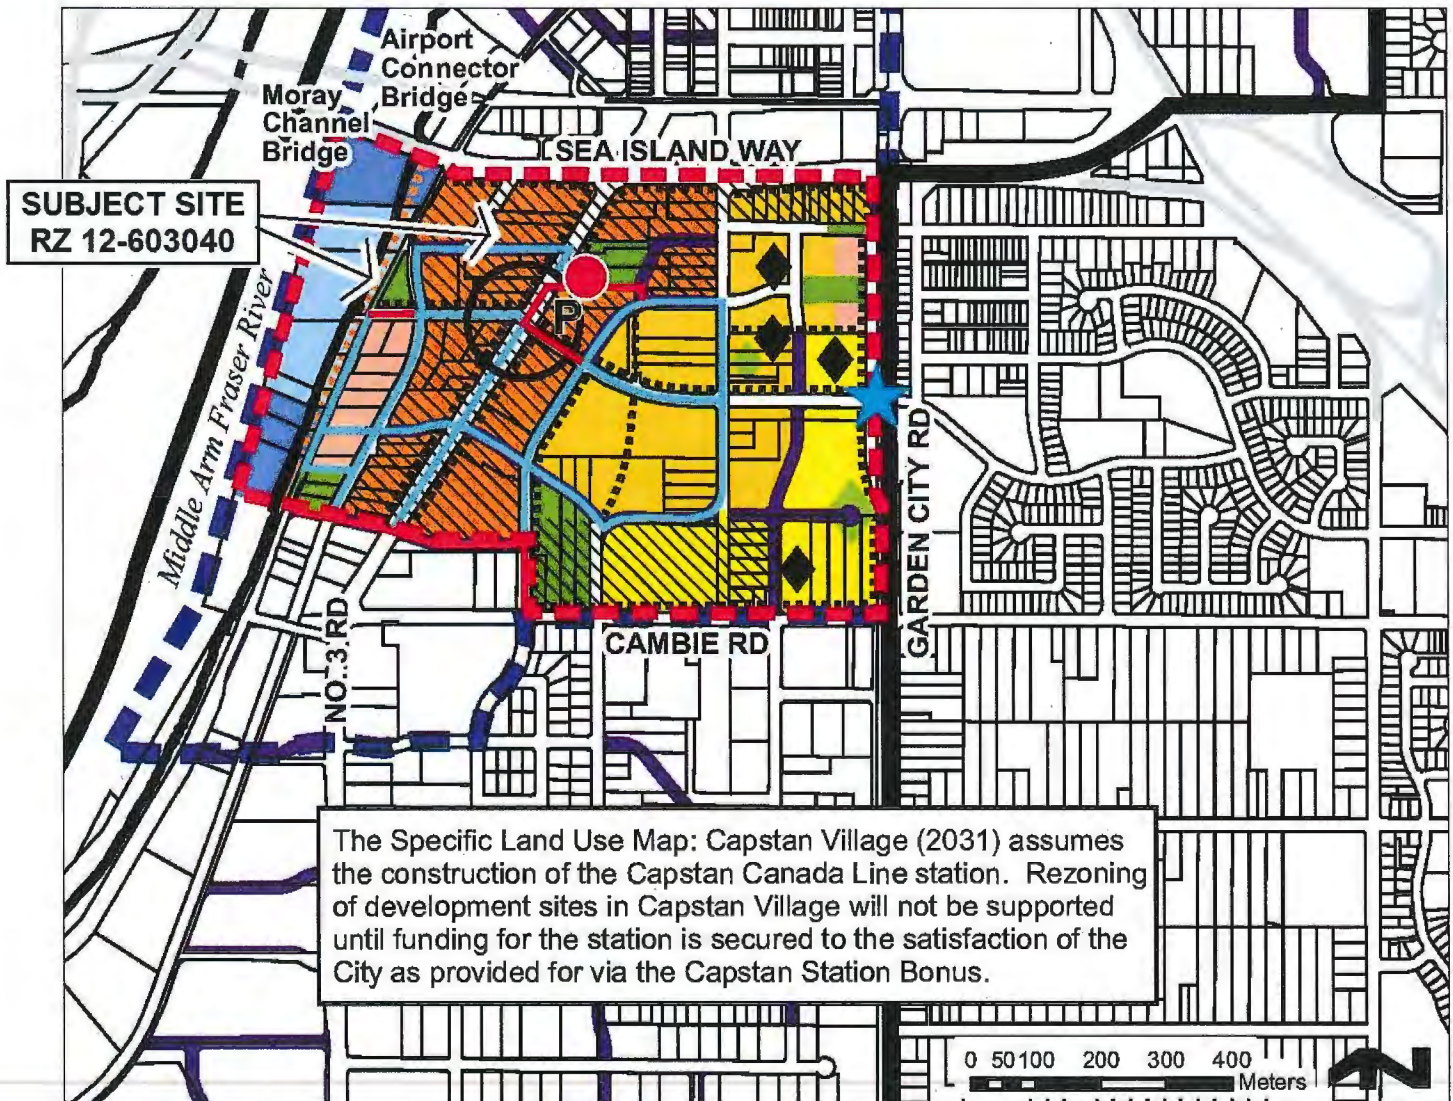 Airport
Connector
Bridge
Moray
Channel
Bridge
SEA ISLAND WAY
SUBJECT SITE
RZ 12-603040
P
Middle Arm Fraser River
GARDEN CITY RD
NO. 3 RD
CAMBIE RD
The Specific Land Use Map: Capstan Village (2031) assumes
the construction of the Capstan Canada Line station. Rezoning
of development sites in Capstan Village will not be supported
until funding for the station is secured to the satisfaction of the
City as provided for via the Capstan Station Bonus.
0 50 100 200 300 400
Meters